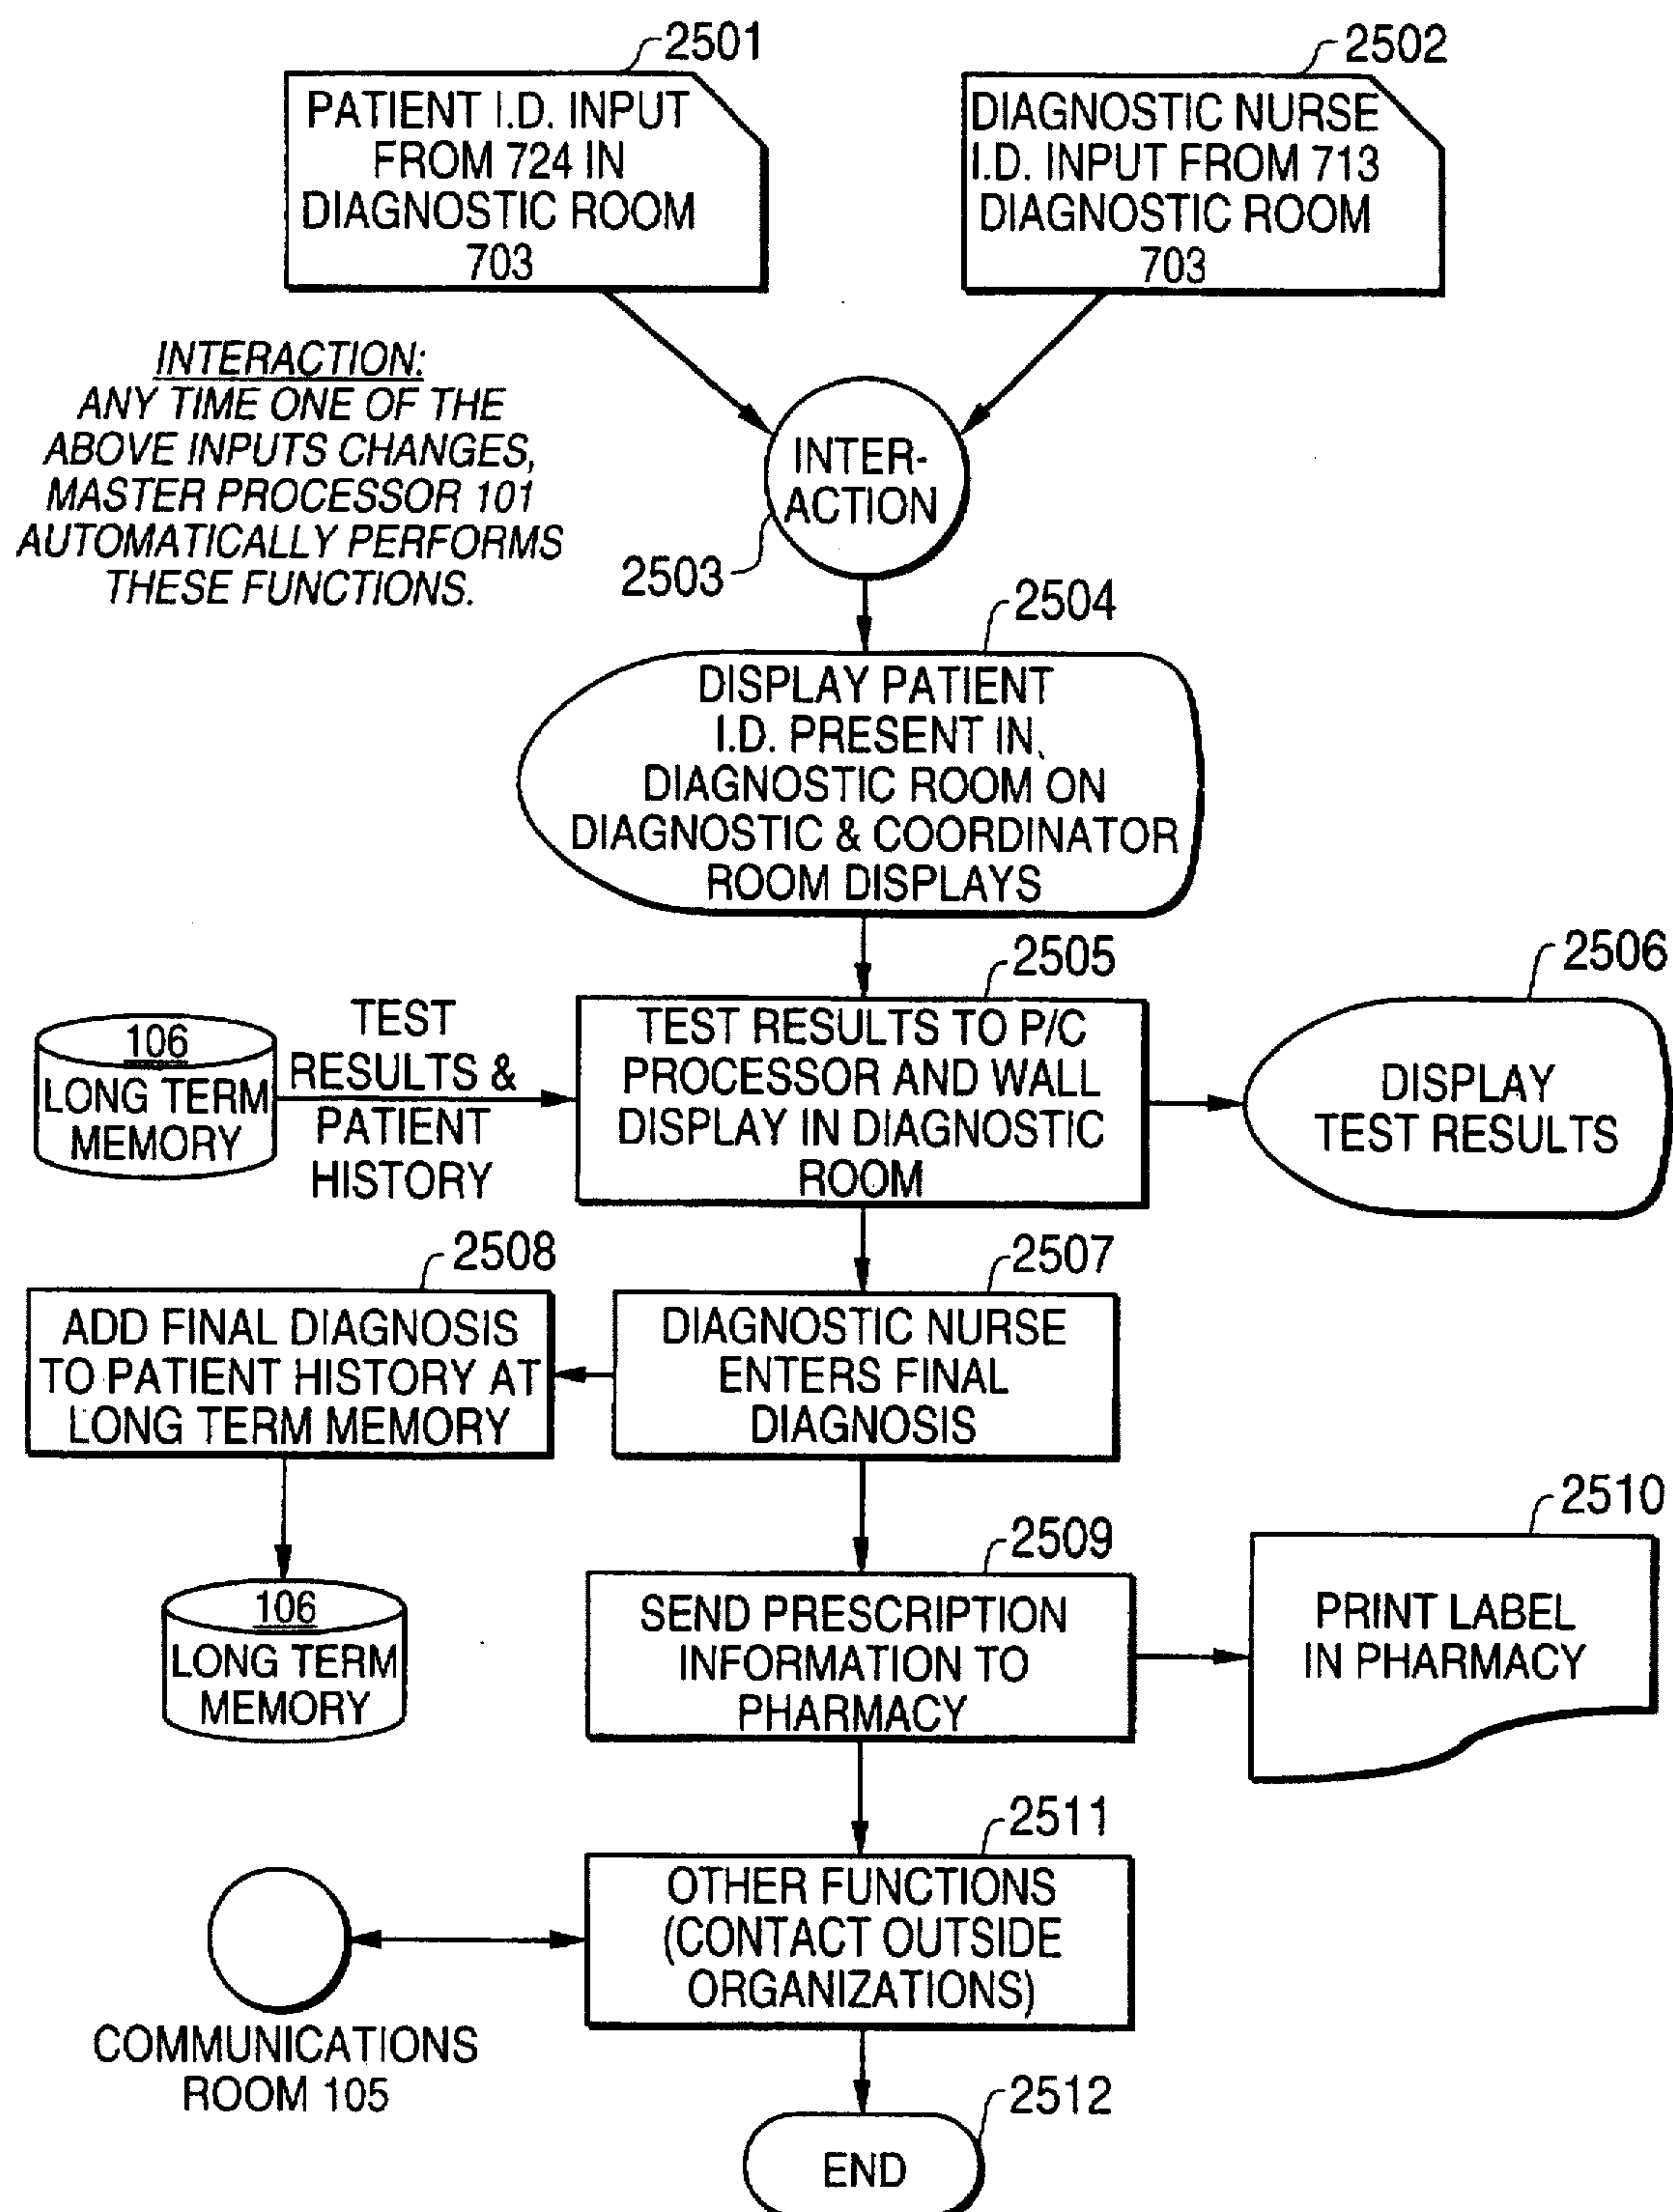 2501
PATIENT I.D. INPUT
FROM 724 IN
DIAGNOSTIC ROOM
703
2502
DIAGNOSTIC NURSE
I.D. INPUT FROM 713
DIAGNOSTIC ROOM
703
INTERACTION:
ANY TIME ONE OF THE
ABOVE INPUTS CHANGES,
MASTER PROCESSOR 101
AUTOMATICALLY PERFORMS
THESE FUNCTIONS.
INTER-
ACTION
2503
2504
DISPLAY PATIENT
I.D. PRESENT IN
DIAGNOSTIC ROOM ON
DIAGNOSTIC & COORDINATOR
ROOM DISPLAYS
106
LONG TERM
MEMORY
TEST
RESULTS &
PATIENT
HISTORY
2505
TEST RESULTS TO P/C
PROCESSOR AND WALL
DISPLAY IN DIAGNOSTIC
ROOM
2506
DISPLAY
TEST RESULTS
2508
ADD FINAL DIAGNOSIS
TO PATIENT HISTORY AT
LONG TERM MEMORY
2507
DIAGNOSTIC NURSE
ENTERS FINAL
DIAGNOSIS
106
LONG TERM
MEMORY
2509
SEND PRESCRIPTION
INFORMATION TO
PHARMACY
2510
PRINT LABEL
IN PHARMACY
2511
OTHER FUNCTIONS
(CONTACT OUTSIDE
ORGANIZATIONS)
COMMUNICATIONS
ROOM 105
2512
END